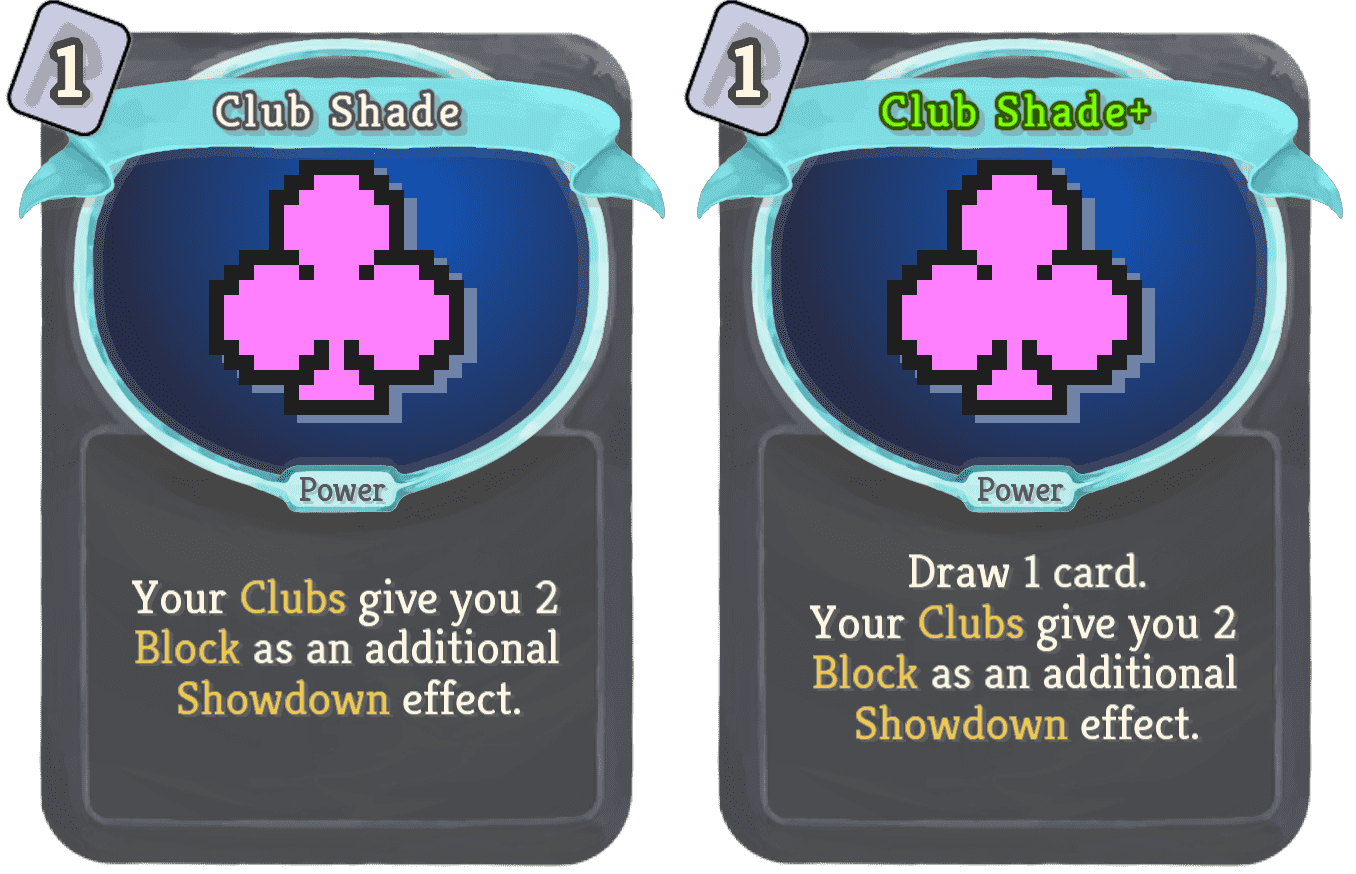 1
Club Shade
Power
Your Clubs give you 2
Block as an additional
Showdown effect.
1
Club Shade+
Power
Draw 1 card.
Your Clubs give you 2
Block as an additional
Showdown effect.